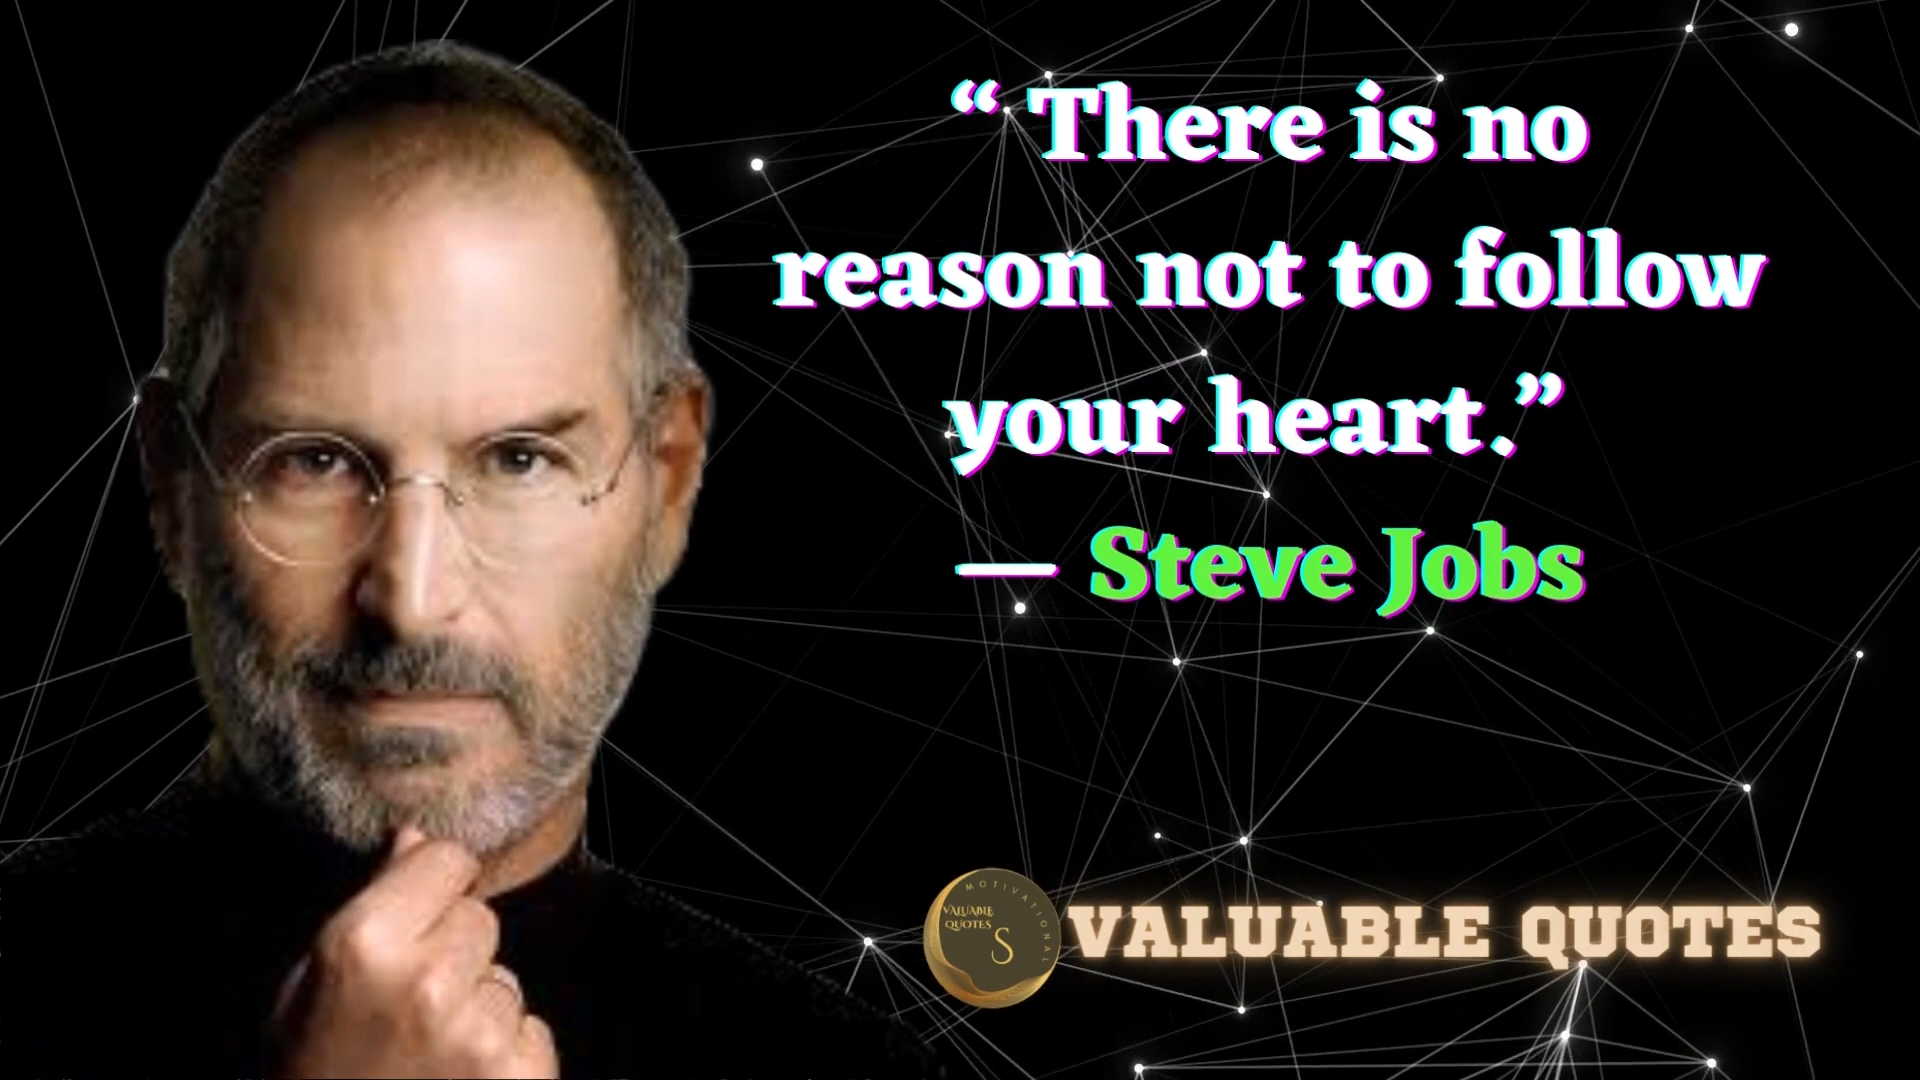 “ There is no
reason not to follow
your heart.”
— Steve Jobs
MOTIVATIONAL
VALUABLE
QUOTES
S
VALUABLE QUOTES